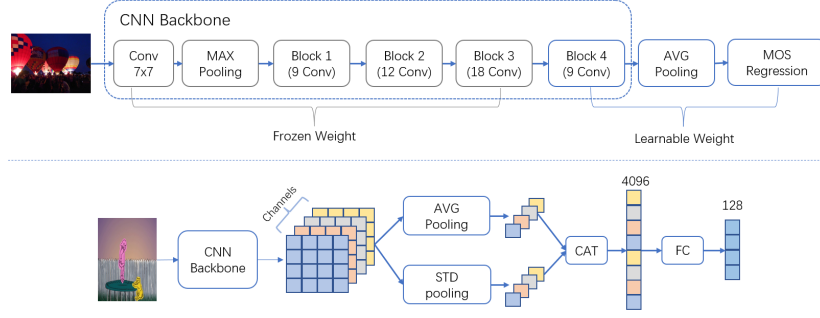 CNN Backbone
Conv
7x7
MAX
Pooling
Block 1
(9 Conv)
Block 2
(12 Conv)
Block 3
(18 Conv)
Block 4
(9 Conv)
AVG
Pooling
MOS
Regression
Frozen Weight
Learnable Weight
Channels
CNN
Backbone
AVG
Pooling
STD
pooling
CAT
4096
FC
128